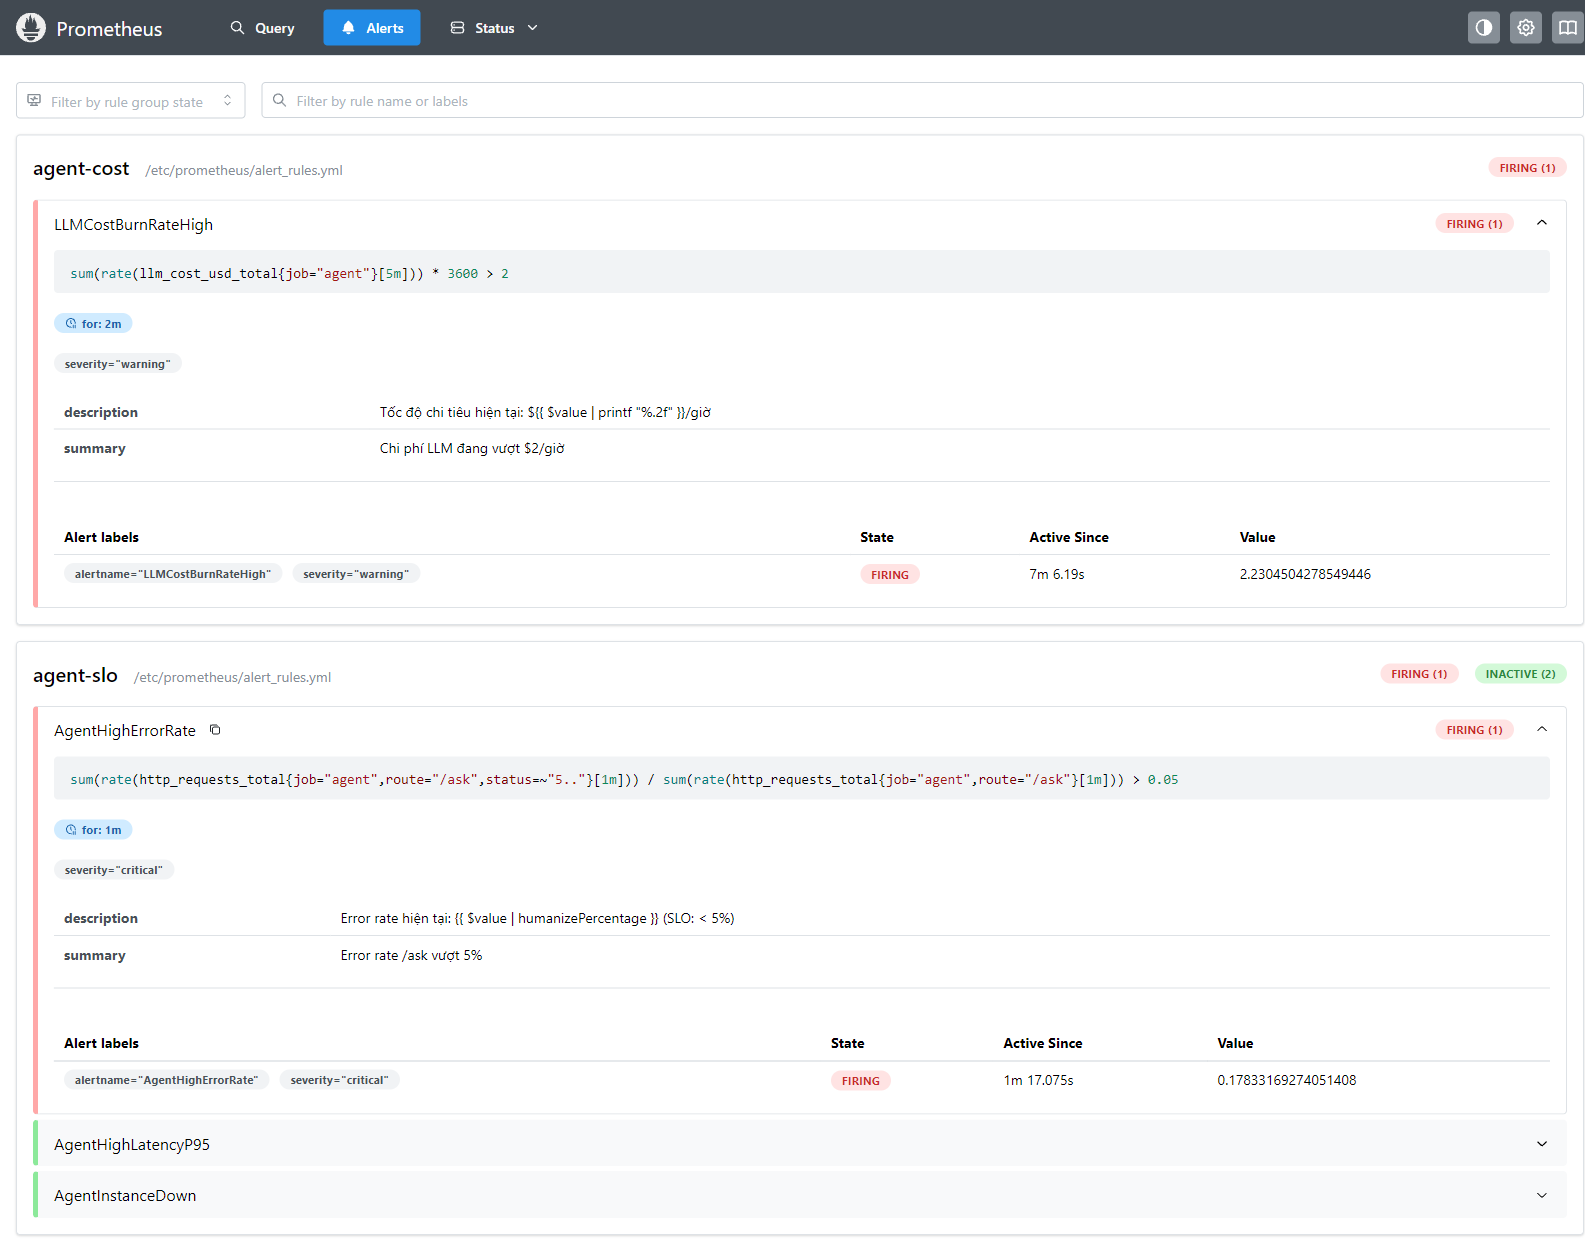 Prometheus
Query
Alerts
Status
Filter by rule group state
Filter by rule name or labels
agent-cost /etc/prometheus/alert_rules.yml FIRING (1)
LLMCostBurnRateHigh FIRING (1)
sum(rate(llm_cost_usd_total{job="agent"}[5m])) * 3600 > 2
for: 2m
severity="warning"
description Tốc độ chi tiêu hiện tại: ${{ $value | printf "%.2f" }}/giờ
summary Chi phí LLM đang vượt $2/giờ
Alert labels State Active Since Value
alertname="LLMCostBurnRateHigh" severity="warning" FIRING 7m 6.19s 2.2304504278549446
agent-slo /etc/prometheus/alert_rules.yml FIRING (1) INACTIVE (2)
AgentHighErrorRate FIRING (1)
sum(rate(http_requests_total{job="agent",route="/ask",status=~"5.."}[1m])) / sum(rate(http_requests_total{job="agent",route="/ask"}[1m])) > 0.05
for: 1m
severity="critical"
description Error rate hiện tại: {{ $value | humanizePercentage }} (SLO: < 5%)
summary Error rate /ask vượt 5%
Alert labels State Active Since Value
alertname="AgentHighErrorRate" severity="critical" FIRING 1m 17.075s 0.17833169274051408
AgentHighLatencyP95
AgentInstanceDown